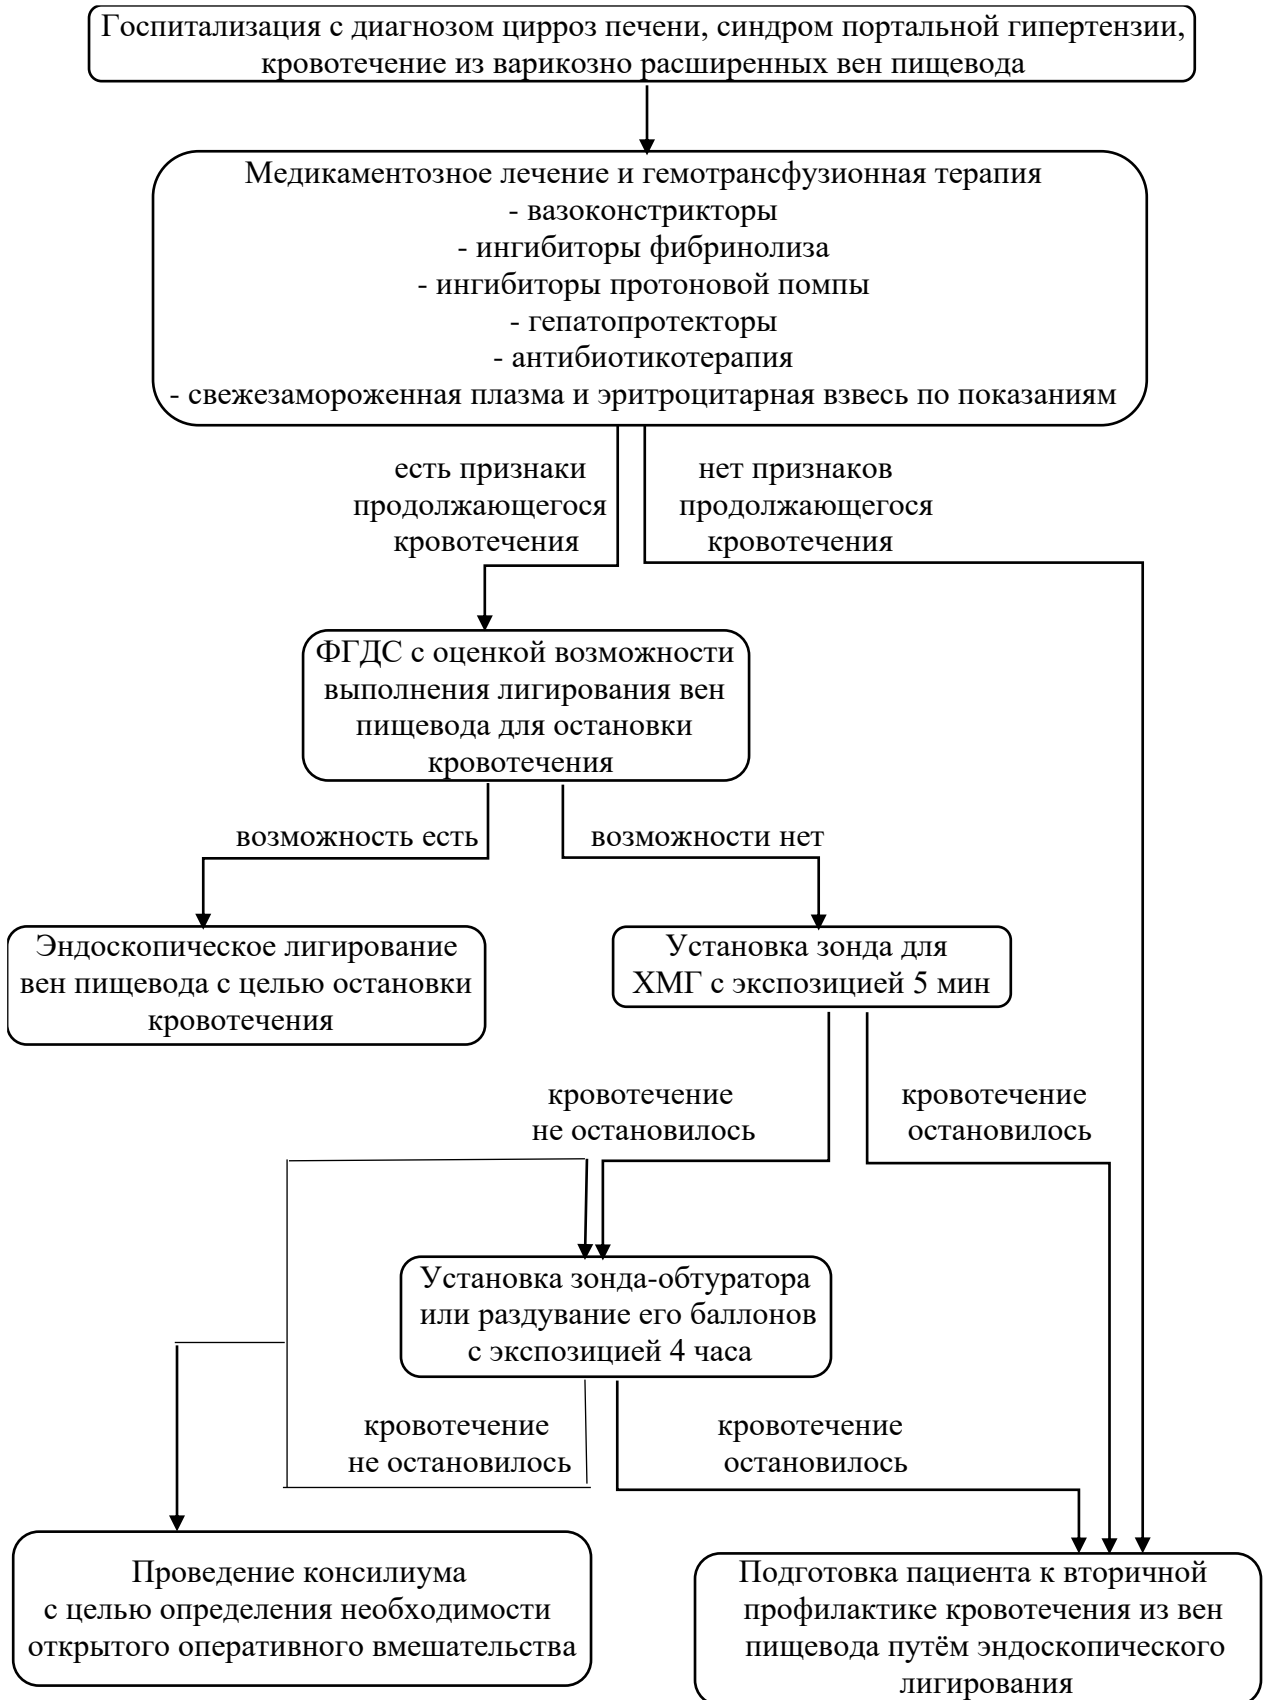 Госпитализация с диагнозом цирроз печени, синдром портальной гипертензии,
кровотечение из варикозно расширенных вен пищевода
Медикаментозное лечение и гемотрансфузионная терапия
- вазоконстрикторы
- ингибиторы фибринолиза
- ингибиторы протоновой помпы
- гепатопротекторы
- антибиотикотерапия
- свежезамороженная плазма и эритроцитарная взвесь по показаниям
есть признаки
продолжающегося
кровотечения
нет признаков
продолжающегося
кровотечения
ФГДС с оценкой возможности
выполнения лигирования вен
пищевода для остановки
кровотечения
возможность есть
возможности нет
Эндоскопическое лигирование
вен пищевода с целью остановки
кровотечения
Установка зонда для
ХМГ с экспозицией 5 мин
кровотечение
не остановилось
кровотечение
остановилось
Установка зонда-обтуратора
или раздувание его баллонов
с экспозицией 4 часа
кровотечение
не остановилось
кровотечение
остановилось
Проведение консилиума
с целью определения необходимости
открытого оперативного вмешательства
Подготовка пациента к вторичной
профилактике кровотечения из вен
пищевода путём эндоскопического
лигирования